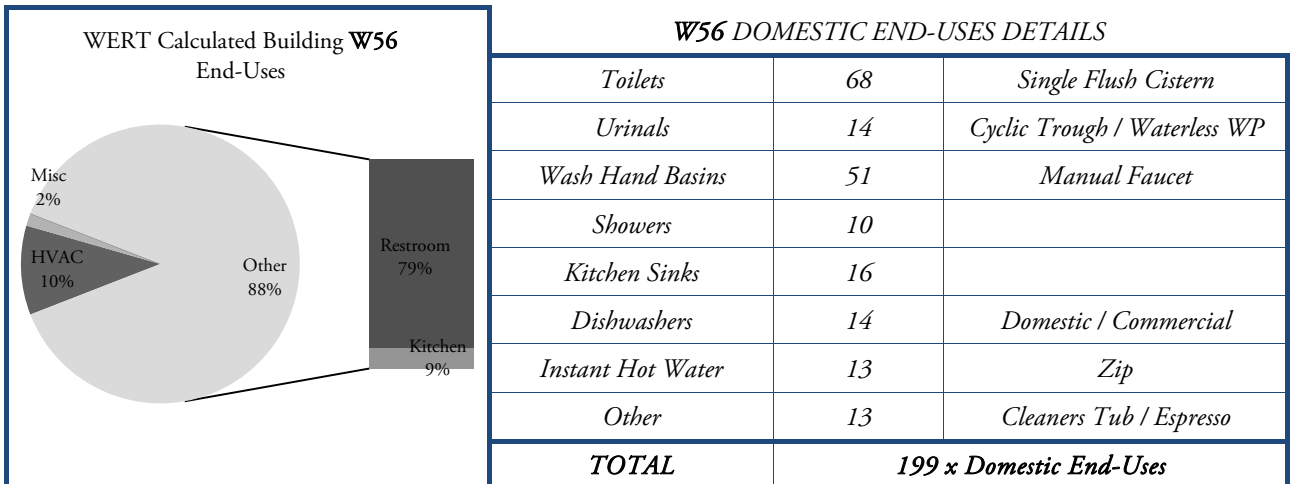 WERT Calculated Building W56
End-Uses
Misc
2%
HVAC
10%
Other
88%
Restroom
79%
Kitchen
9%
W56 DOMESTIC END-USES DETAILS
Toilets 68 Single Flush Cistern
Urinals 14 Cyclic Trough / Waterless WP
Wash Hand Basins 51 Manual Faucet
Showers 10
Kitchen Sinks 16
Dishwashers 14 Domestic / Commercial
Instant Hot Water 13 Zip
Other 13 Cleaners Tub / Espresso
TOTAL 199 x Domestic End-Uses